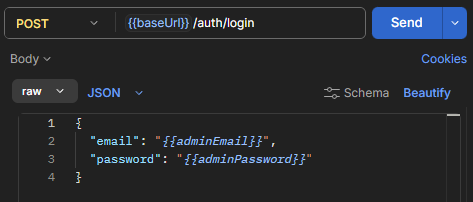 POST {{baseUrl}} /auth/login Send
Body Cookies
raw JSON Schema Beautify
1 {
2 "email": "{{adminEmail}}",
3 "password": "{{adminPassword}}"
4 }